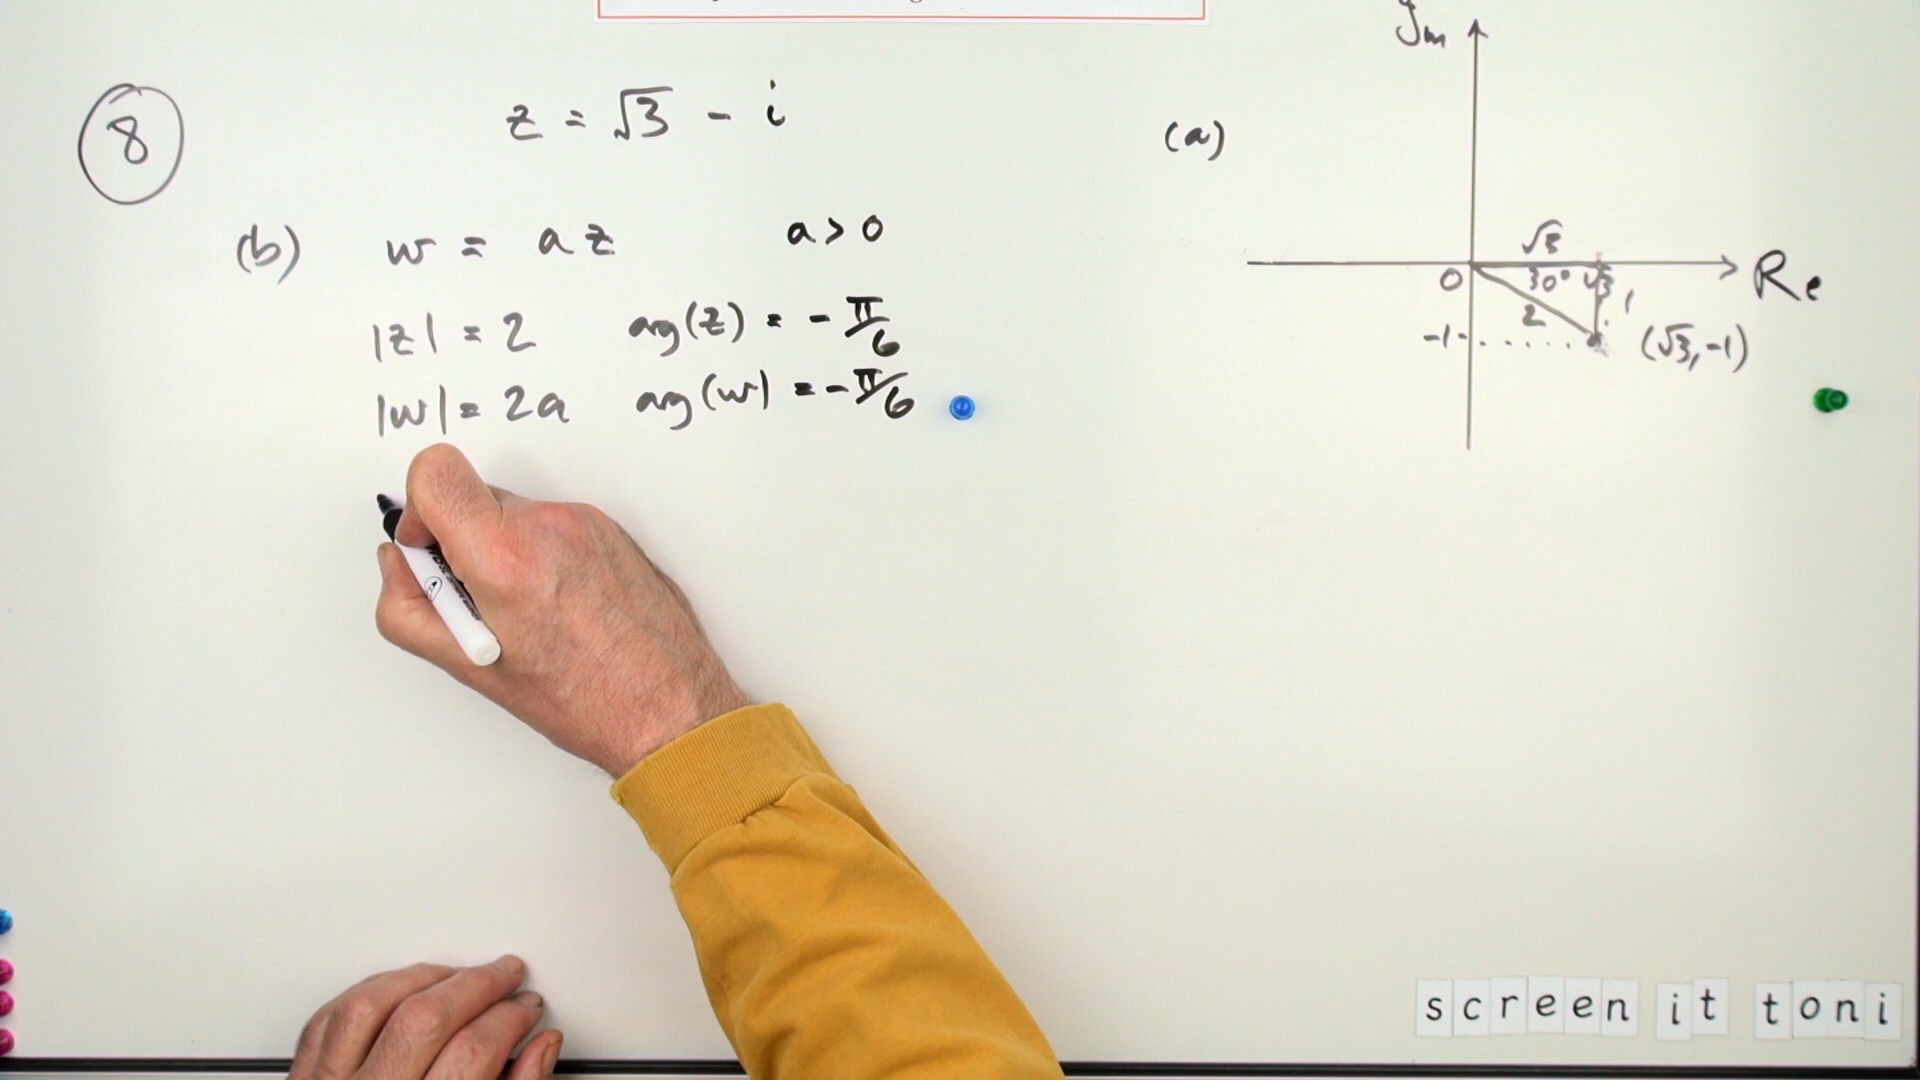 8
z = √3 - i
(b) w = a z a > 0
|z| = 2 arg(z) = - π/6
|w| = 2a arg(w) = - π/6
(a)
Im
√3
0 30° √3 Re
2 1
-1 (√3, -1)
screen it toni